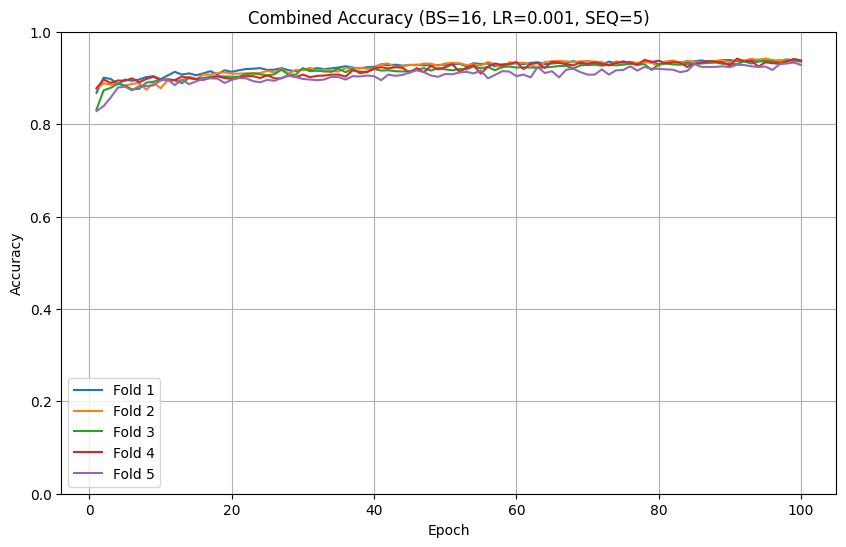 Combined Accuracy (BS=16, LR=0.001, SEQ=5)
Accuracy
1.0
0.8
0.6
0.4
0.2
0.0
Fold 1
Fold 2
Fold 3
Fold 4
Fold 5
0 20 40 60 80 100
Epoch